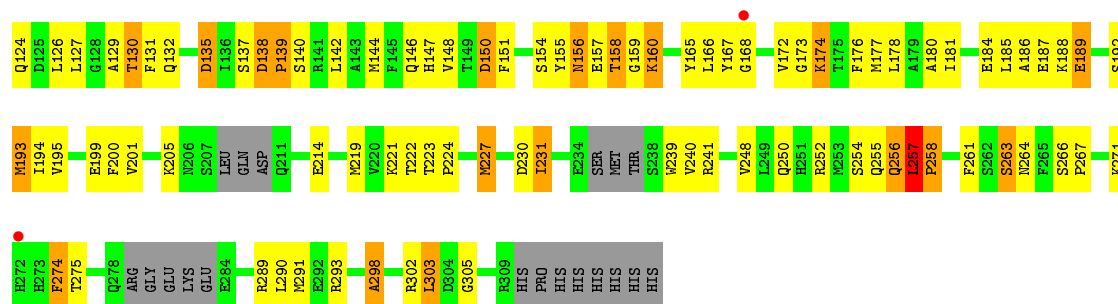 Q124 D125 L126 L127 G128 A129 T130 F131 Q132 D135 I136 S137 D138 P139 S140 R141 L142 A143 M144 F145 Q146 H147 V148 T149 D150 F151 S154 Y155 N156 E157 T158 G159 K160 Y165 L166 Y167 G168 V172 G173 K174 T175 F176 M177 L178 A179 A180 I181 E184 L185 A186 E187 K188 E189 S192
M193 I194 V195 E199 F200 V201 K205 N206 S207 LEU GLN ASP Q211 E214 M219 V220 K221 T222 T223 P224 M227 D230 I231 E234 SER MET THR S238 W239 V240 R241 V248 L249 Q250 H251 R252 M253 S254 Q255 Q256 L257 P258 F261 S262 S263 N264 F265 S266 P267 K271
H272 H273 F274 T275 Q278 ARG GLY GLU LYS GLU E284 R289 L290 M291 E292 R293 A298 R302 L303 D304 G305 R309 HIS PRO HIS HIS HIS HIS HIS HIS